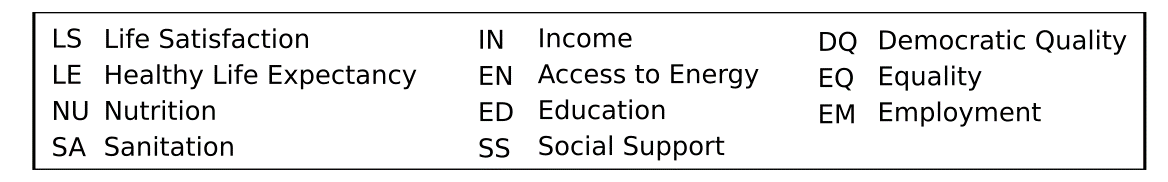 LS Life Satisfaction
LE Healthy Life Expectancy
NU Nutrition
SA Sanitation
IN Income
EN Access to Energy
ED Education
SS Social Support
DQ Democratic Quality
EQ Equality
EM Employment